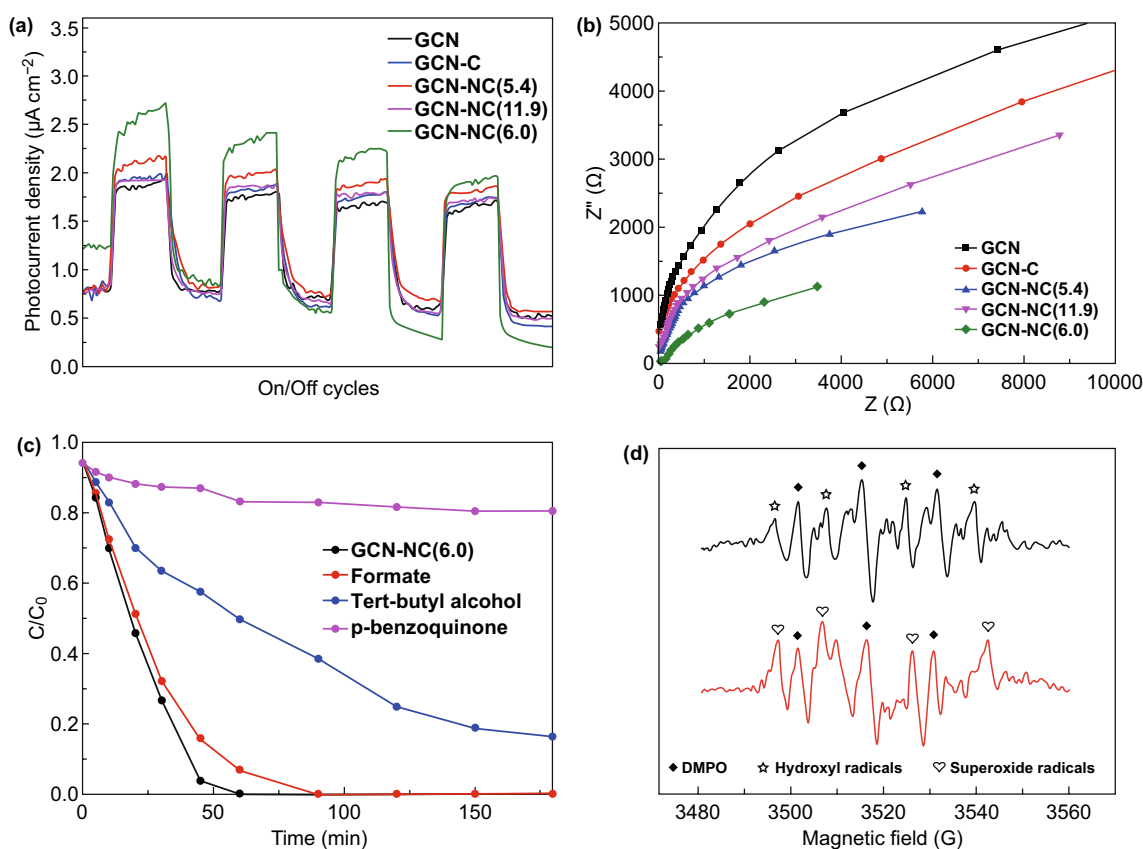 (a)
Photocurrent density (µA cm⁻²)
3.5
3.0
2.5
2.0
1.5
1.0
0.5
0.0
GCN
GCN-C
GCN-NC(5.4)
GCN-NC(11.9)
GCN-NC(6.0)
On/Off cycles
(b)
Z" (Ω)
5000
4000
3000
2000
1000
0
GCN
GCN-C
GCN-NC(5.4)
GCN-NC(11.9)
GCN-NC(6.0)
0 2000 4000 6000 8000 10000
Z (Ω)
(c)
C/C₀
1.0
0.8
0.6
0.4
0.2
0.0
GCN-NC(6.0)
Formate
Tert-butyl alcohol
p-benzoquinone
0 50 100 150
Time (min)
(d)
DMPO Hydroxyl radicals Superoxide radicals
3480 3500 3520 3540 3560
Magnetic field (G)